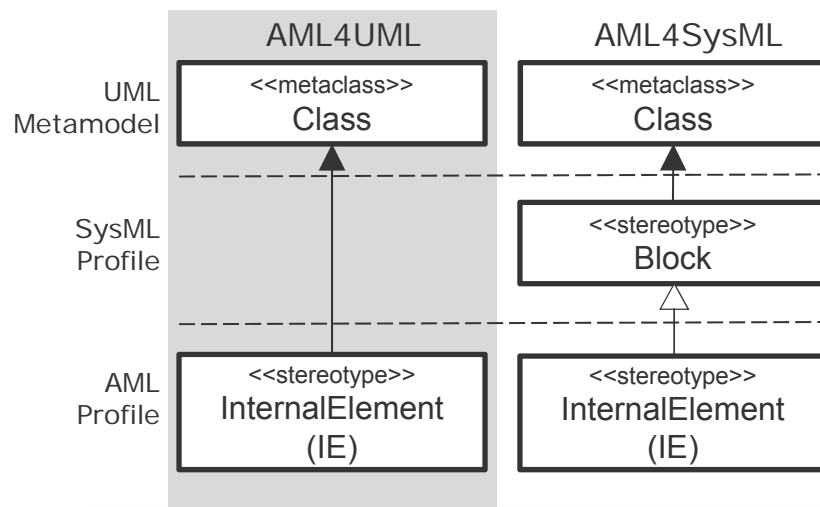 AML4UML
AML4SysML
UML
Metamodel
<<metaclass>>
Class
<<metaclass>>
Class
SysML
Profile
<<stereotype>>
Block
AML
Profile
<<stereotype>>
InternalElement
(IE)
<<stereotype>>
InternalElement
(IE)